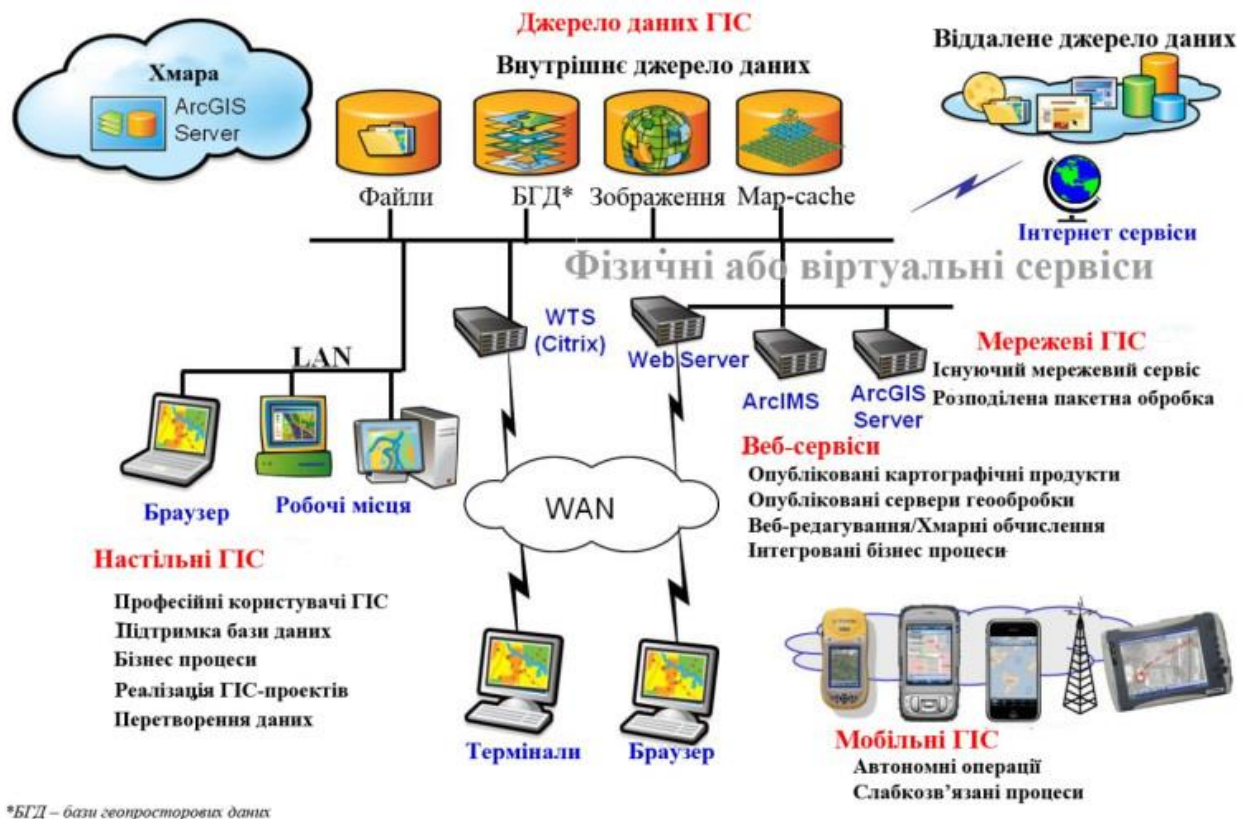 Джерело даних ГІС
Внутрішнє джерело даних
Віддалене джерело даних
Хмара
ArcGIS
Server
Файли
БГД*
Зображення
Map-cache
Інтернет сервіси
Фізичні або віртуальні сервіси
WTS
(Citrix)
Web Server
ArcIMS
ArcGIS
Server
Мережеві ГІС
Існуючий мережевий сервіс
Розподілена пакетна обробка
LAN
Браузер
Робочі місця
Веб-сервіси
Опубліковані картографічні продукти
Опубліковані сервери геообробки
Веб-редагування/Хмарні обчислення
Інтегровані бізнес процеси
WAN
Настільні ГІС
Професійні користувачі ГІС
Підтримка бази даних
Бізнес процеси
Реалізація ГІС-проектів
Перетворення даних
Термінали
Браузер
Мобільні ГІС
Автономні операції
Слабкозв’язані процеси
*БГД – бази геопросторових даних